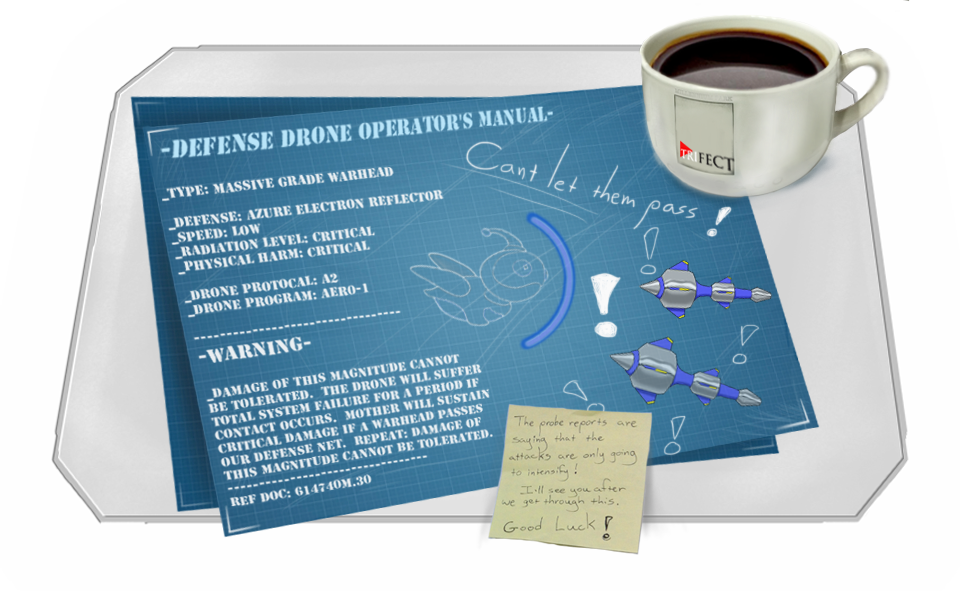 -DEFENSE DRONE OPERATOR'S MANUAL-
_TYPE: MASSIVE GRADE WARHEAD
_DEFENSE: AZURE ELECTRON REFLECTOR
_SPEED: LOW
_RADIATION LEVEL: CRITICAL
_PHYSICAL HARM: CRITICAL
_DRONE PROTOCAL: A2
_DRONE PROGRAM: AERO-1
-WARNING-
_DAMAGE OF THIS MAGNITUDE CANNOT
BE TOLERATED. THE DRONE WILL SUFFER
TOTAL SYSTEM FAILURE FOR A PERIOD IF
CONTACT OCCURS. MOTHER WILL SUSTAIN
CRITICAL DAMAGE IF A WARHEAD PASSES
OUR DEFENSE NET. REPEAT: DAMAGE OF
THIS MAGNITUDE CANNOT BE TOLERATED.
REF DOC: 614740M.30
Cant let them pass !
!
!
!
!
!
TRIFECT
The probe reports are
saying that the
attacks are only going
to intensify!
I'll see you after
we get through this.
Good Luck!